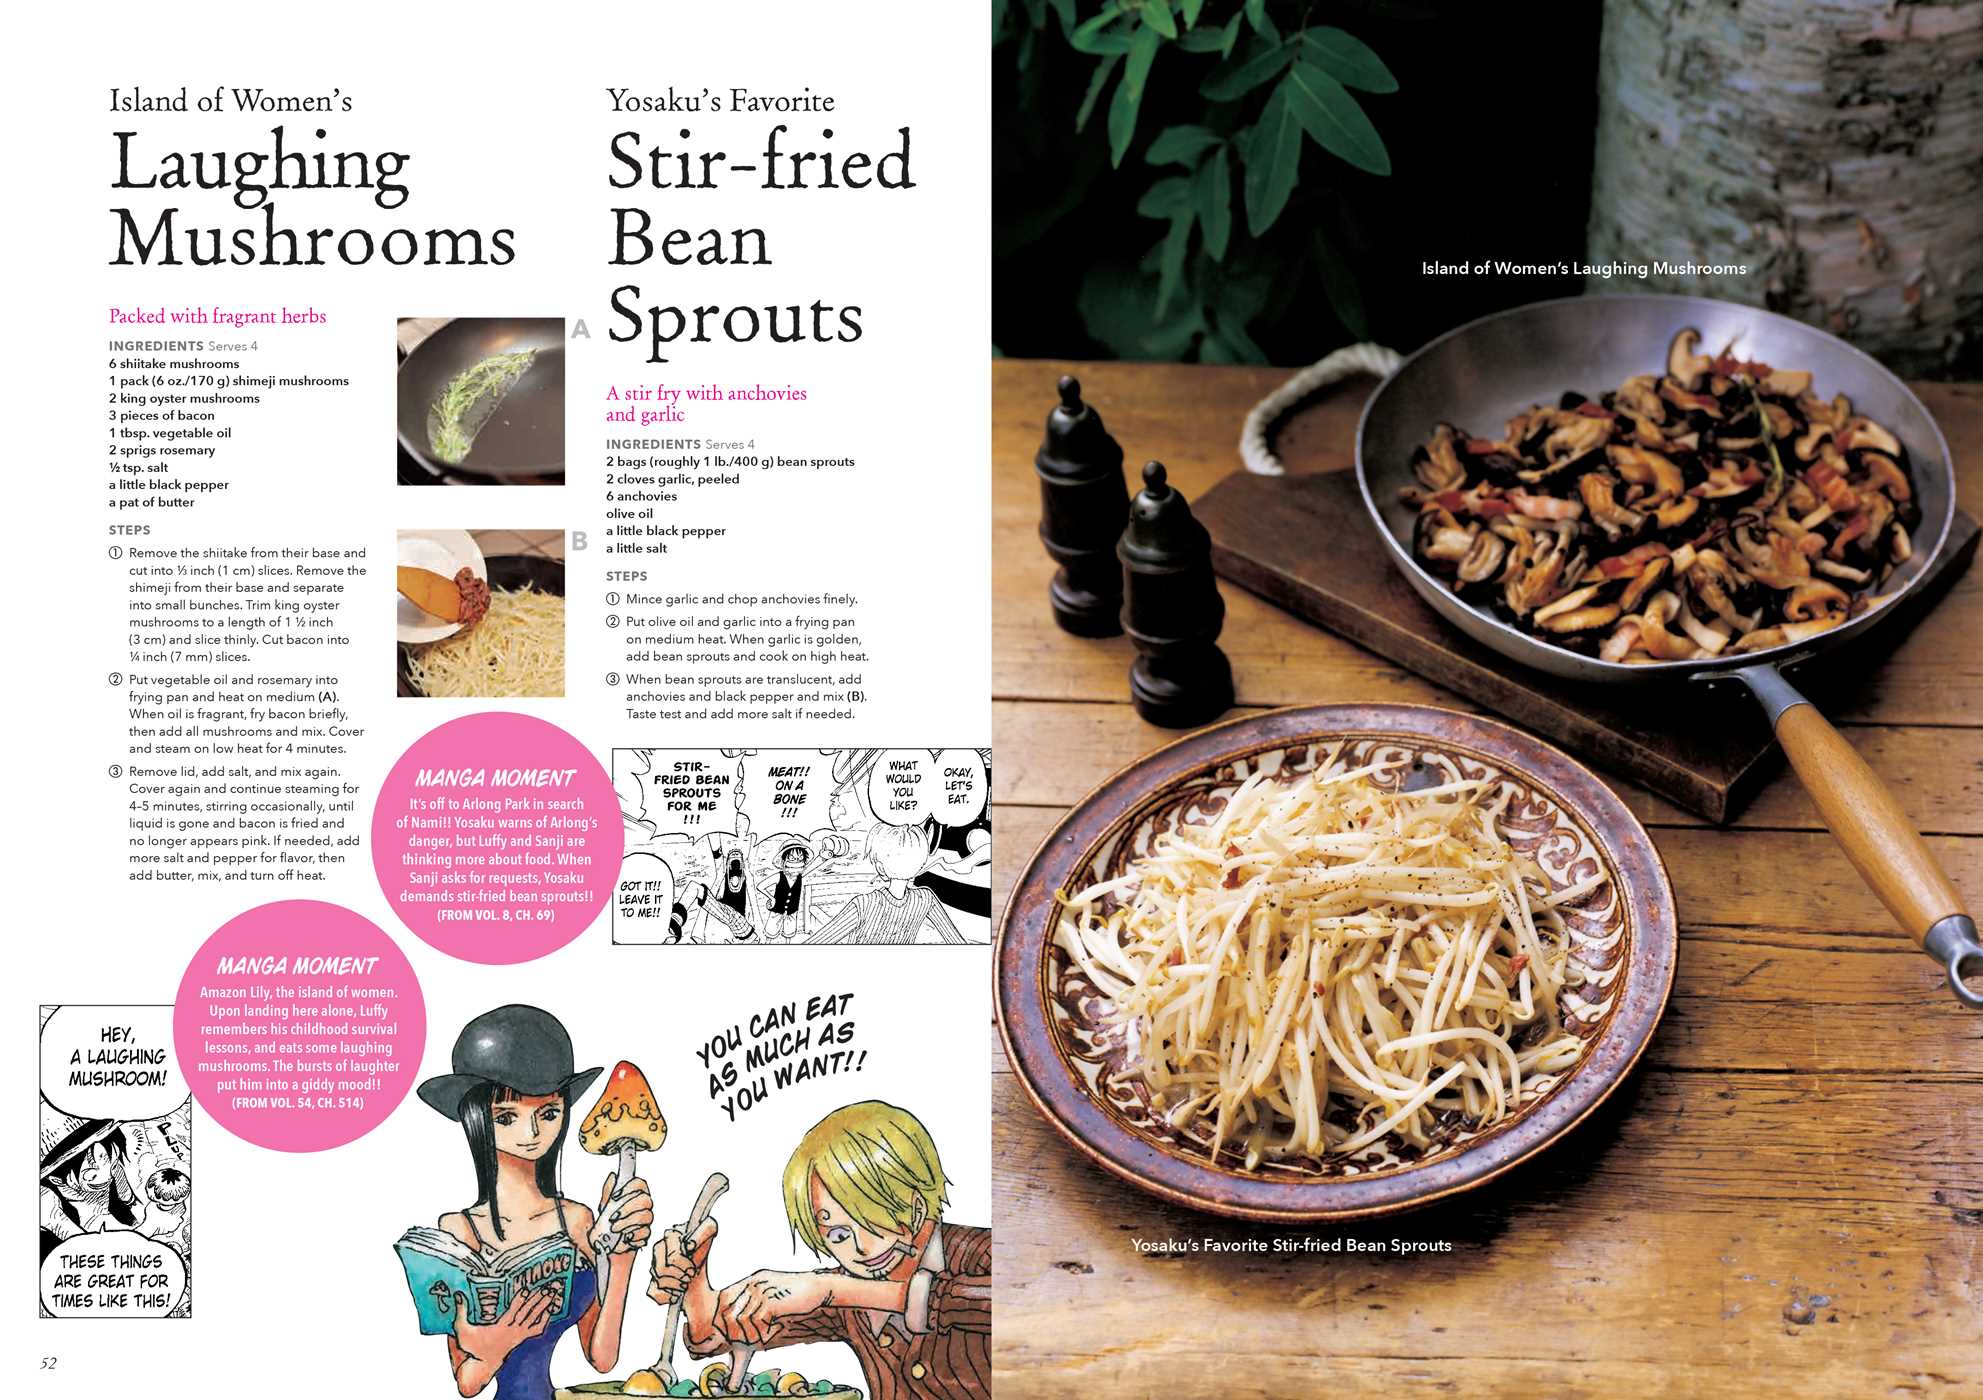 Island of Women's
Laughing
Mushrooms
Packed with fragrant herbs
INGREDIENTS Serves 4
6 shiitake mushrooms
1 pack (6 oz./170 g) shimeji mushrooms
2 king oyster mushrooms
3 pieces of bacon
1 tbsp. vegetable oil
2 sprigs rosemary
½ tsp. salt
a little black pepper
a pat of butter
STEPS
① Remove the shiitake from their base and
cut into ⅓ inch (1 cm) slices. Remove the
shimeji from their base and separate
into small bunches. Trim king oyster
mushrooms to a length of 1 ½ inch
(3 cm) and slice thinly. Cut bacon into
¼ inch (7 mm) slices.
② Put vegetable oil and rosemary into
frying pan and heat on medium (A).
When oil is fragrant, fry bacon briefly,
then add all mushrooms and mix. Cover
and steam on low heat for 4 minutes.
③ Remove lid, add salt, and mix again.
Cover again and continue steaming for
4–5 minutes, stirring occasionally, until
liquid is gone and bacon is fried and
no longer appears pink. If needed, add
more salt and pepper for flavor, then
add butter, mix, and turn off heat.
A
B
MANGA MOMENT
Amazon Lily, the island of women.
Upon landing here alone, Luffy
remembers his childhood survival
lessons, and eats some laughing
mushrooms. The bursts of laughter
put him into a giddy mood!!
(FROM VOL. 54, CH. 514)
HEY,
A LAUGHING
MUSHROOM!
PLUP
THESE THINGS
ARE GREAT FOR
TIMES LIKE THIS!
52
Yosaku's Favorite
Stir-fried
Bean
Sprouts
A stir fry with anchovies
and garlic
INGREDIENTS Serves 4
2 bags (roughly 1 lb./400 g) bean sprouts
2 cloves garlic, peeled
6 anchovies
olive oil
a little black pepper
a little salt
STEPS
① Mince garlic and chop anchovies finely.
② Put olive oil and garlic into a frying pan
on medium heat. When garlic is golden,
add bean sprouts and cook on high heat.
③ When bean sprouts are translucent, add
anchovies and black pepper and mix (B).
Taste test and add more salt if needed.
MANGA MOMENT
It's off to Arlong Park in search
of Nami!! Yosaku warns of Arlong's
danger, but Luffy and Sanji are
thinking more about food. When
Sanji asks for requests, Yosaku
demands stir-fried bean sprouts!!
(FROM VOL. 8, CH. 69)
OKAY,
LET'S
EAT.
WHAT
WOULD
YOU
LIKE?
MEAT!!
ON A
BONE
!!!
STIR-
FRIED BEAN
SPROUTS
FOR ME
!!!
GOT IT!!
LEAVE IT
TO ME!!
YOU CAN EAT
AS MUCH AS
YOU WANT!!
Island of Women's Laughing Mushrooms
Yosaku's Favorite Stir-fried Bean Sprouts